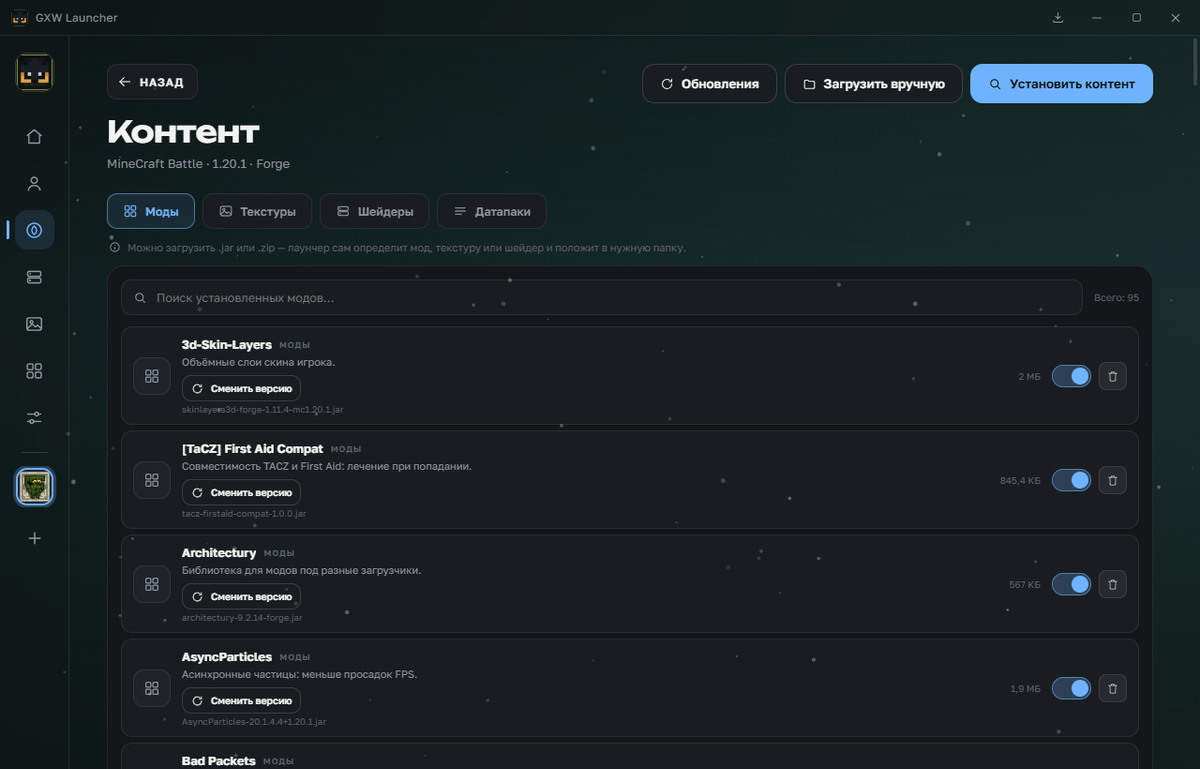 GXW Launcher
НАЗАД
Обновления
Загрузить вручную
Установить контент
Контент
MineCraft Battle · 1.20.1 · Forge
Моды
Текстуры
Шейдеры
Датапаки
Можно загрузить .jar или .zip — лаунчер сам определит мод, текстуру или шейдер и положит в нужную папку.
Поиск установленных модов...
Всего: 95
3d-Skin-Layers МОДЫ
Объёмные слои скина игрока.
Сменить версию
skinlayers3d-forge-1.11.4-mc1.20.1.jar
2 МБ
[TaCZ] First Aid Compat МОДЫ
Совместимость TACZ и First Aid: лечение при попадании.
Сменить версию
tacz-firstaid-compat-1.0.0.jar
845,4 КБ
Architectury МОДЫ
Библиотека для модов под разные загрузчики.
Сменить версию
architectury-9.2.14-forge.jar
567 КБ
AsyncParticles МОДЫ
Асинхронные частицы: меньше просадок FPS.
Сменить версию
AsyncParticles-20.1.4.4+1.20.1.jar
1,9 МБ
Bad Packets МОДЫ